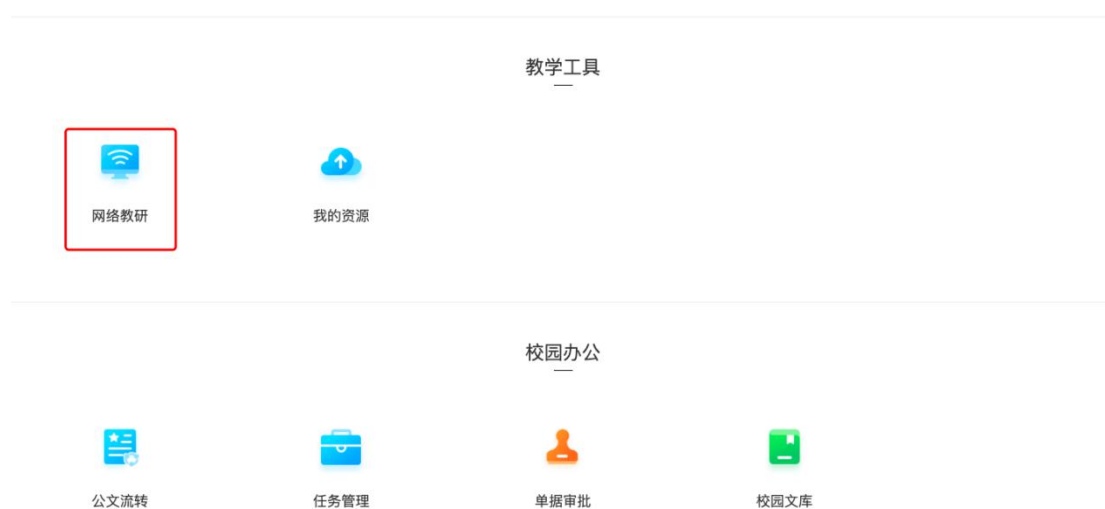 教学工具
网络教研
我的资源
校园办公
公文流转
任务管理
单据审批
校园文库